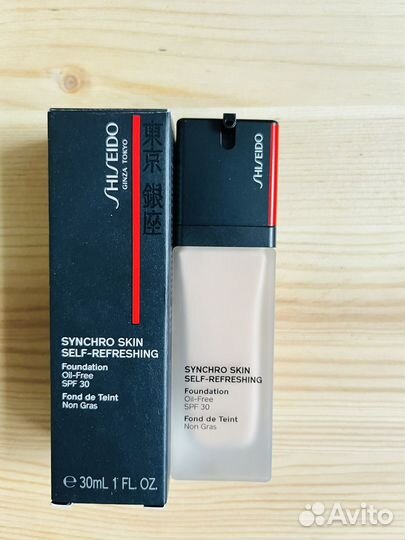 SHISEIDO
GINZA TOKYO
東京銀座
SYNCHRO SKIN
SELF-REFRESHING
Foundation
Oil-Free
SPF 30
Fond de Teint
Non Gras
℮ 30mL 1 FL. OZ.
SHISEIDO
SYNCHRO SKIN
SELF-REFRESHING
Foundation
Oil-Free
SPF 30
Fond de Teint
Non Gras
Avito